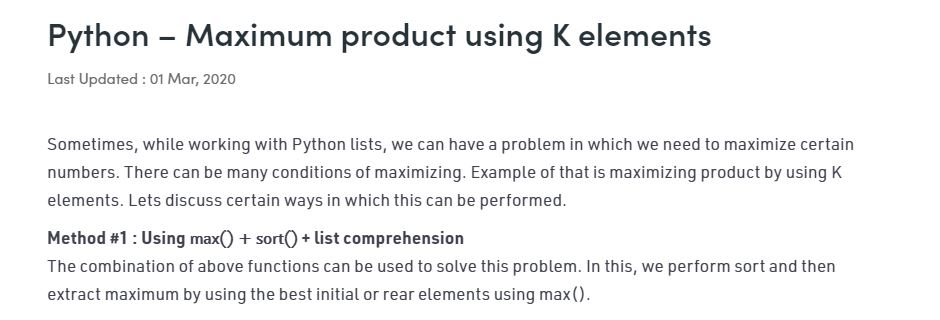 Python – Maximum product using K elements
Last Updated : 01 Mar, 2020
Sometimes, while working with Python lists, we can have a problem in which we need to maximize certain
numbers. There can be many conditions of maximizing. Example of that is maximizing product by using K
elements. Lets discuss certain ways in which this can be performed.
Method #1 : Using max() + sort() + list comprehension
The combination of above functions can be used to solve this problem. In this, we perform sort and then
extract maximum by using the best initial or rear elements using max().